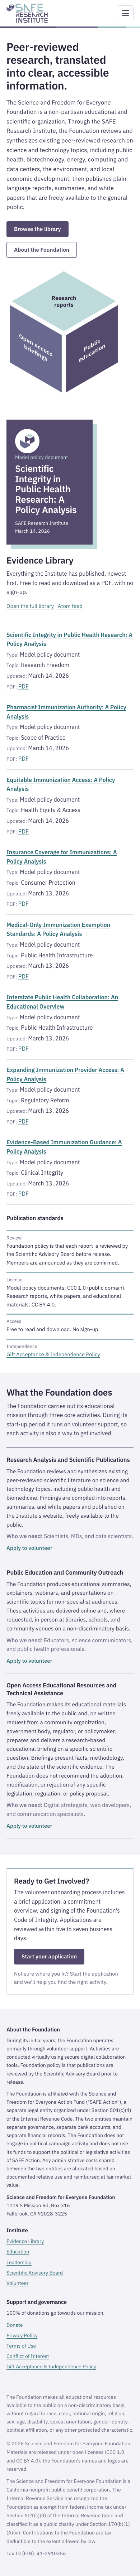 SAFE
RESEARCH
INSTITUTE
Peer-reviewed
research, translated
into clear, accessible
information.
The Science and Freedom for Everyone
Foundation is a non-partisan educational and
scientific organization. Through the SAFE
Research Institute, the Foundation reviews and
synthesizes existing peer-reviewed research on
science and technology topics, including public
health, biotechnology, energy, computing and
data centers, the environment, and local
economic development, then publishes plain-
language reports, summaries, and white
papers that are freely available to the general
public.
Browse the library
About the Foundation
Research
reports
Open access
briefings
Public
education
Model policy document
Scientific
Integrity in
Public Health
Research: A
Policy Analysis
SAFE Research Institute
March 14, 2026
Evidence Library
Everything the Institute has published, newest
first. Free to read and download as a PDF, with no
sign-up.
Open the full library Atom feed
Scientific Integrity in Public Health Research: A
Policy Analysis
Type: Model policy document
Topic: Research Freedom
Updated: March 14, 2026
PDF: PDF
Pharmacist Immunization Authority: A Policy
Analysis
Type: Model policy document
Topic: Scope of Practice
Updated: March 14, 2026
PDF: PDF
Equitable Immunization Access: A Policy
Analysis
Type: Model policy document
Topic: Health Equity & Access
Updated: March 14, 2026
PDF: PDF
Insurance Coverage for Immunizations: A
Policy Analysis
Type: Model policy document
Topic: Consumer Protection
Updated: March 13, 2026
PDF: PDF
Medical-Only Immunization Exemption
Standards: A Policy Analysis
Type: Model policy document
Topic: Public Health Infrastructure
Updated: March 13, 2026
PDF: PDF
Interstate Public Health Collaboration: An
Educational Overview
Type: Model policy document
Topic: Public Health Infrastructure
Updated: March 13, 2026
PDF: PDF
Expanding Immunization Provider Access: A
Policy Analysis
Type: Model policy document
Topic: Regulatory Reform
Updated: March 13, 2026
PDF: PDF
Evidence-Based Immunization Guidance: A
Policy Analysis
Type: Model policy document
Topic: Clinical Integrity
Updated: March 13, 2026
PDF: PDF
Publication standards
Review
Foundation policy is that each report is reviewed by
the Scientific Advisory Board before release.
Members are announced as they are confirmed.
License
Model policy documents: CC0 1.0 (public domain).
Research reports, white papers, and educational
materials: CC BY 4.0.
Access
Free to read and download. No sign-up.
Independence
Gift Acceptance & Independence Policy
What the Foundation does
The Foundation carries out its educational
mission through these core activities. During its
start-up period it relies on volunteer support, so
each activity is also a way to get involved.
Research Analysis and Scientific Publications
The Foundation reviews and synthesizes existing
peer-reviewed research on scientific and
technology topics, including public health and
biomedicine. Findings are compiled into reports,
summaries, and white papers published on
the Institute's website, freely available to the
public.
Who we need: Scientists, MDs, and data scientists.
Apply to volunteer
Public Education and Community Outreach
The Foundation produces educational summaries,
explainers, webinars, and presentations on
scientific topics for non-specialist audiences.
These activities are delivered online and, where
requested, in person at libraries, schools, and
community venues on a non-discriminatory basis.
Who we need: Educators, science communicators,
and public health professionals.
Apply to volunteer
Open Access Educational Resources and
Technical Assistance
The Foundation makes its educational materials
freely available to the public and, on written
request from a community organization,
government body, regulator, or policymaker,
prepares and delivers a research-based
educational briefing on a specific scientific
question. Briefings present facts, methodology,
and the state of the scientific evidence. The
Foundation does not recommend the adoption,
modification, or rejection of any specific
legislation, regulation, or policy proposal.
Who we need: Digital strategists, web developers,
and communication specialists.
Apply to volunteer
Ready to Get Involved?
The volunteer onboarding process includes
a brief application, a commitment
overview, and signing of the Foundation's
Code of Integrity. Applications are
reviewed within five to seven business
days.
Start your application
Not sure where you fit? Start the application
and we'll help you find the right activity.
About the Foundation
During its initial years, the Foundation operates
primarily through volunteer support. Activities are
conducted virtually using secure digital collaboration
tools. Foundation policy is that publications are
reviewed by the Scientific Advisory Board prior to
release.
The Foundation is affiliated with the Science and
Freedom for Everyone Action Fund ("SAFE Action"), a
separate legal entity organized under Section 501(c)(4)
of the Internal Revenue Code. The two entities maintain
separate governance, separate bank accounts, and
separate financial records. The Foundation does not
engage in political campaign activity and does not make
use of its funds for the political or legislative activities
of SAFE Action. Any administrative costs shared
between the two entities are allocated based on
documented relative use and reimbursed at fair market
value.
Science and Freedom for Everyone Foundation
1119 S Mission Rd, Box 316
Fallbrook, CA 92028-3225
Institute
Evidence Library
Education
Leadership
Scientific Advisory Board
Volunteer
Support and governance
100% of donations go towards our mission.
Donate
Privacy Policy
Terms of Use
Conflict of Interest
Gift Acceptance & Independence Policy
The Foundation makes all educational resources
available to the public on a non-discriminatory basis,
without regard to race, color, national origin, religion,
sex, age, disability, sexual orientation, gender identity,
political affiliation, or any other protected characteristic.
© 2026 Science and Freedom for Everyone Foundation.
Materials are released under open licenses (CC0 1.0
and CC BY 4.0); the Foundation's names and logos are
excluded.
The Science and Freedom for Everyone Foundation is a
California nonprofit public benefit corporation. The
Internal Revenue Service has recognized the
Foundation as exempt from federal income tax under
Section 501(c)(3) of the Internal Revenue Code and
classified it as a public charity under Section 170(b)(1)
(A)(vi). Contributions to the Foundation are tax-
deductible to the extent allowed by law.
Tax ID (EIN): 41-2910356